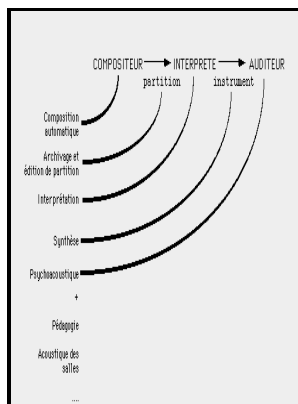 COMPOSITEUR INTERPRETE AUDITEUR
partition instrument
Composition
automatique
Archivage et
édition de partition
Interprétation
Synthèse
Psychoacoustique
+
Pédagogie
Acoustique des
salles
....